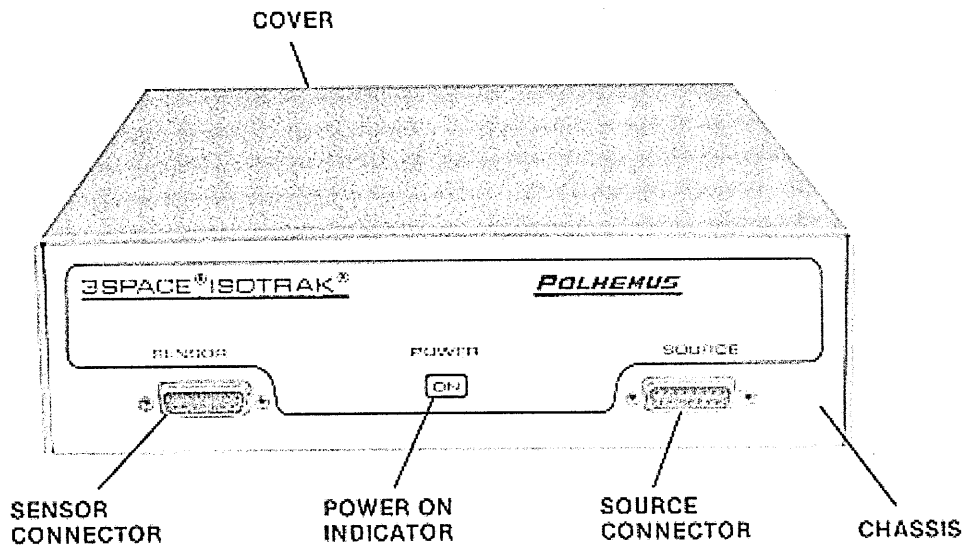 COVER
3SPACE®ISOTRAK®
POLHEMUS
SENSOR
POWER
SOURCE
ON
SENSOR
CONNECTOR
POWER ON
INDICATOR
SOURCE
CONNECTOR
CHASSIS